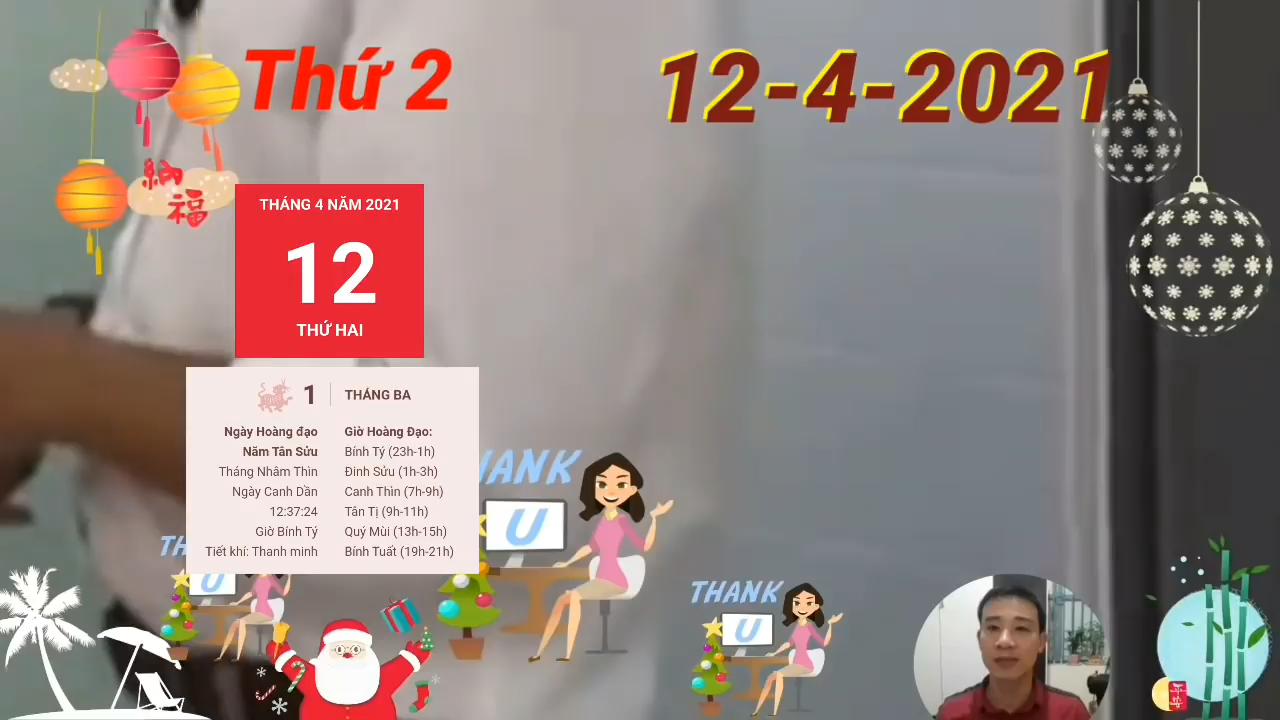 Thứ 2
12-4-2021
納
福
THÁNG 4 NĂM 2021
12
THỨ HAI
1
THÁNG BA
Ngày Hoàng đạo
Năm Tân Sửu
Tháng Nhâm Thìn
Ngày Canh Dần
12:37:24
Giờ Bính Tý
Tiết khí: Thanh minh
Giờ Hoàng Đạo:
Bính Tý (23h-1h)
Đinh Sửu (1h-3h)
Canh Thìn (7h-9h)
Tân Tị (9h-11h)
Quý Mùi (13h-15h)
Bính Tuất (19h-21h)
HANK
U
TH
U
THANK
U